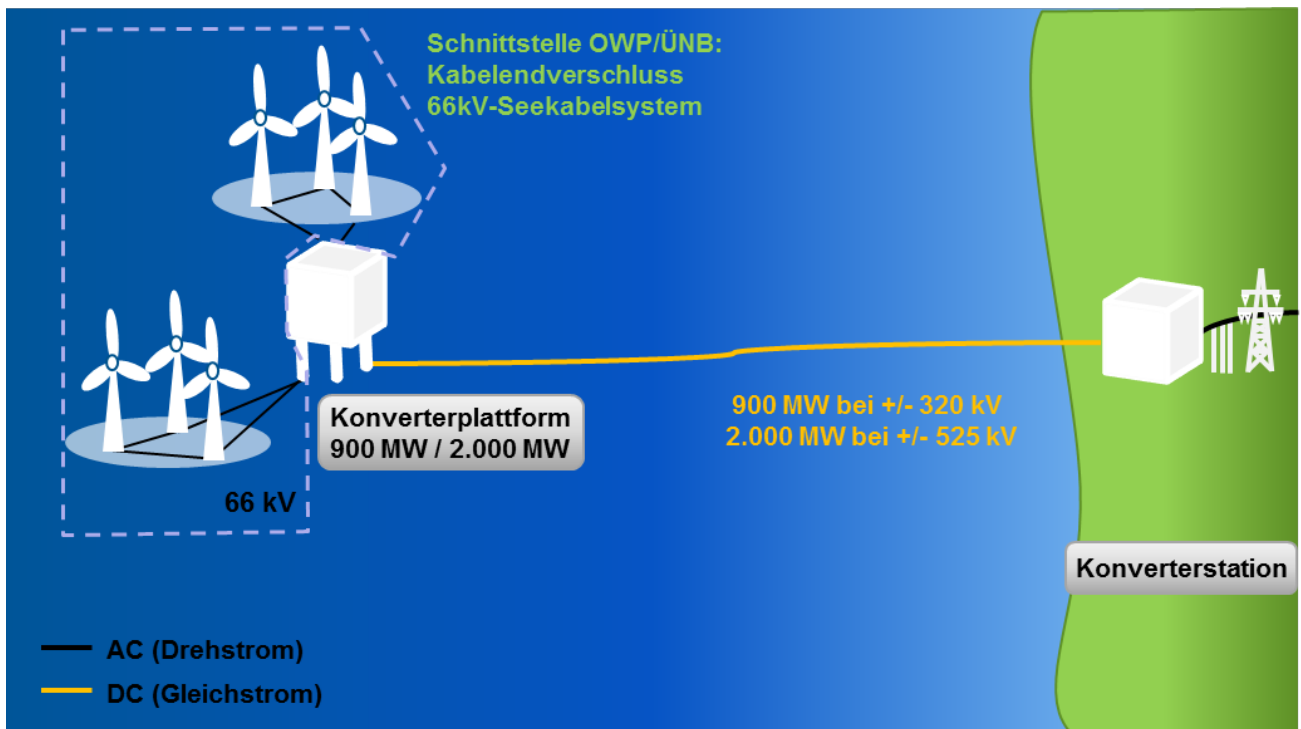 Schnittstelle OWP/ÜNB:
Kabelendverschluss
66kV-Seekabelsystem
Konverterplattform
900 MW / 2.000 MW
900 MW bei +/- 320 kV
2.000 MW bei +/- 525 kV
66 kV
Konverterstation
AC (Drehstrom)
DC (Gleichstrom)